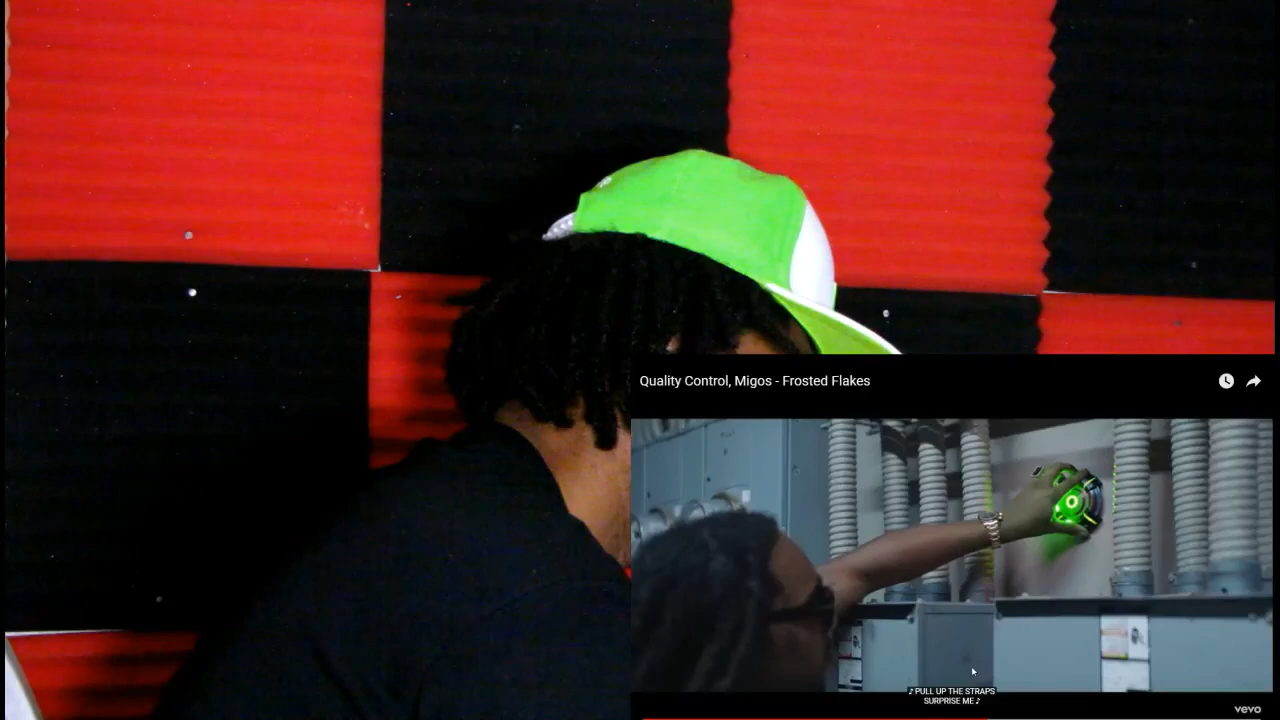 Quality Control, Migos - Frosted Flakes
♪ PULL UP THE STRAPS
SURPRISE ME ♪
vevo